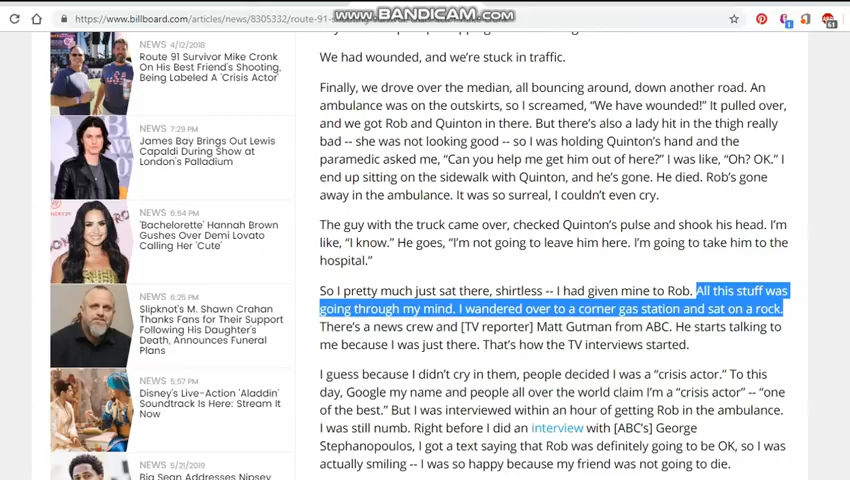 https://www.billboard.com/articles/news/8305332/route-91-
www.BANDICAM.com
61
NEWS 4/12/2018
Route 91 Survivor Mike Cronk
On His Best Friend's Shooting,
Being Labeled A 'Crisis Actor'
NEWS 7:29 PM
James Bay Brings Out Lewis
Capaldi During Show at
London's Palladium
NEWS 6:54 PM
'Bachelorette' Hannah Brown
Gushes Over Demi Lovato
Calling Her 'Cute'
NEWS 6:25 PM
Slipknot's M. Shawn Crahan
Thanks Fans for Their Support
Following His Daughter's
Death, Announces Funeral
Plans
NEWS 5:57 PM
Disney's Live-Action 'Aladdin'
Soundtrack Is Here: Stream It
Now
NEWS 5/21/2019
Big Sean Addresses Nipsey
We had wounded, and we're stuck in traffic.
Finally, we drove over the median, all bouncing around, down another road. An
ambulance was on the outskirts, so I screamed, "We have wounded!" It pulled over,
and we got Rob and Quinton in there. But there's also a lady hit in the thigh really
bad -- she was not looking good -- so I was holding Quinton's hand and the
paramedic asked me, "Can you help me get him out of here?" I was like, "Oh? OK." I
end up sitting on the sidewalk with Quinton, and he's gone. He died. Rob's gone
away in the ambulance. It was so surreal, I couldn't even cry.
The guy with the truck came over, checked Quinton's pulse and shook his head. I'm
like, "I know." He goes, "I'm not going to leave him here. I'm going to take him to the
hospital."
So I pretty much just sat there, shirtless -- I had given mine to Rob. All this stuff was
going through my mind. I wandered over to a corner gas station and sat on a rock.
There's a news crew and [TV reporter] Matt Gutman from ABC. He starts talking to
me because I was just there. That's how the TV interviews started.
I guess because I didn't cry in them, people decided I was a "crisis actor." To this
day, Google my name and people all over the world claim I'm a "crisis actor" -- "one
of the best." But I was interviewed within an hour of getting Rob in the ambulance.
I was still numb. Right before I did an interview with [ABC's] George
Stephanopoulos, I got a text saying that Rob was definitely going to be OK, so I was
actually smiling -- I was so happy because my friend was not going to die.